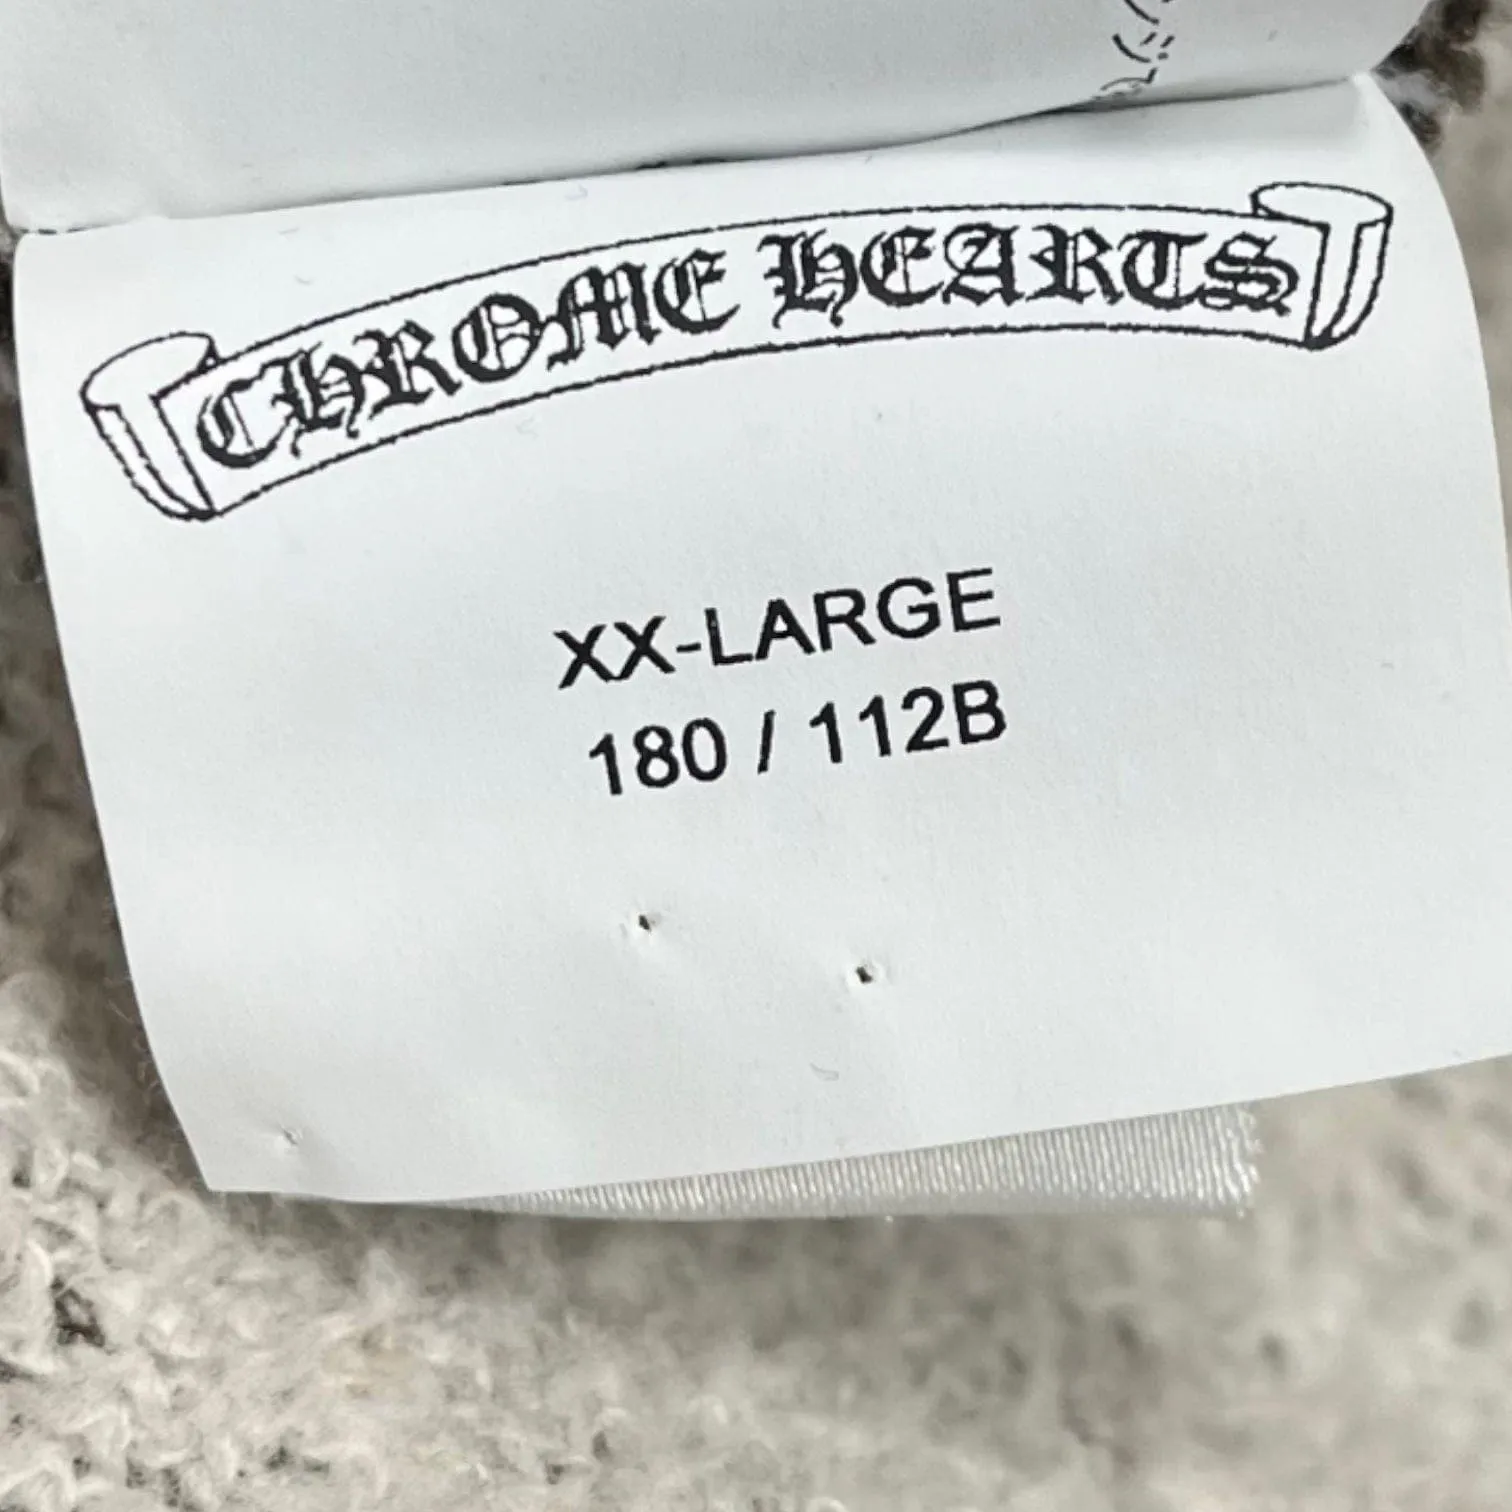 CHROME HEARTS
XX-LARGE
180 / 112B